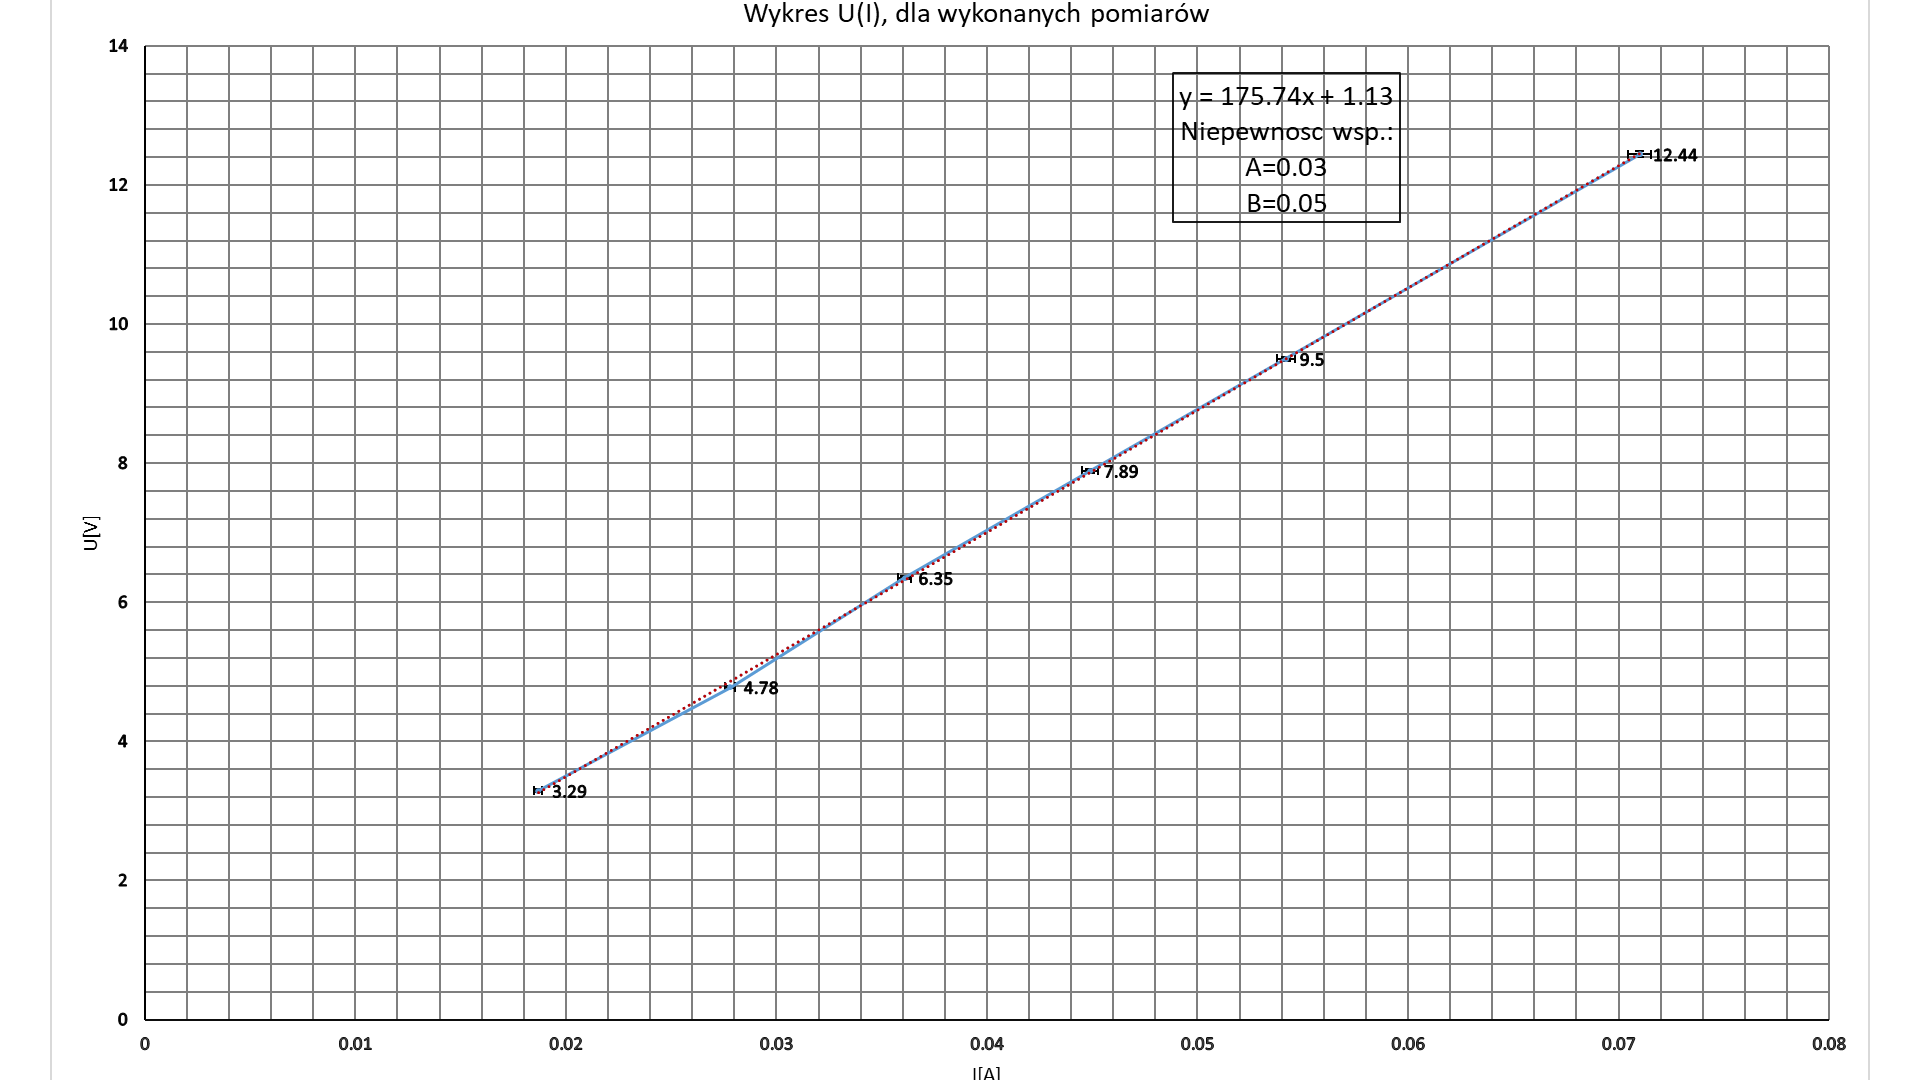 Wykres U(I), dla wykonanych pomiarów
14
y = 175.74x + 1.13
Niepewnosc wsp.:
A=0.03
B=0.05
12.44
12
10
9.5
8
7.89
U[V]
6.35
6
4.78
4
3.29
2
0
0 0.01 0.02 0.03 0.04 0.05 0.06 0.07 0.08
I[A]